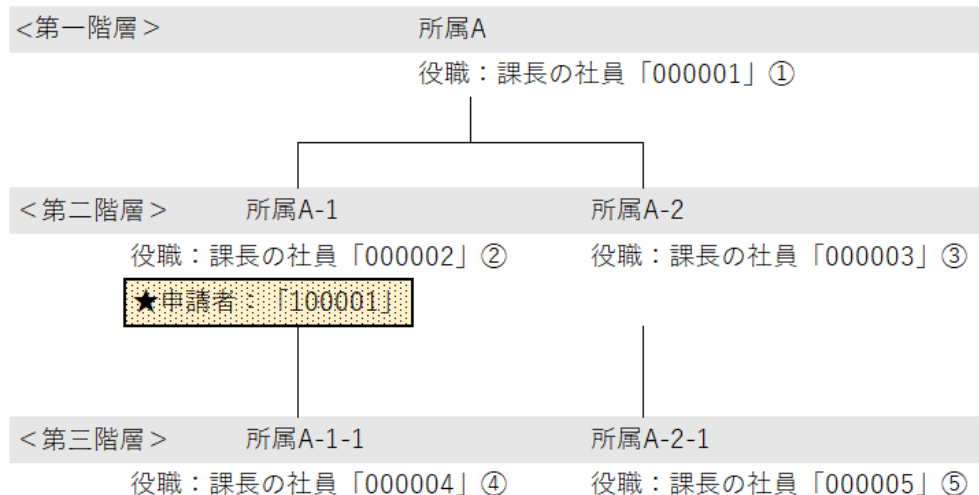 ＜第一階層＞ 所属A
役職：課長の社員「000001」①
＜第二階層＞ 所属A-1 所属A-2
役職：課長の社員「000002」② 役職：課長の社員「000003」③
★申請者：「100001」
＜第三階層＞ 所属A-1-1 所属A-2-1
役職：課長の社員「000004」④ 役職：課長の社員「000005」⑤